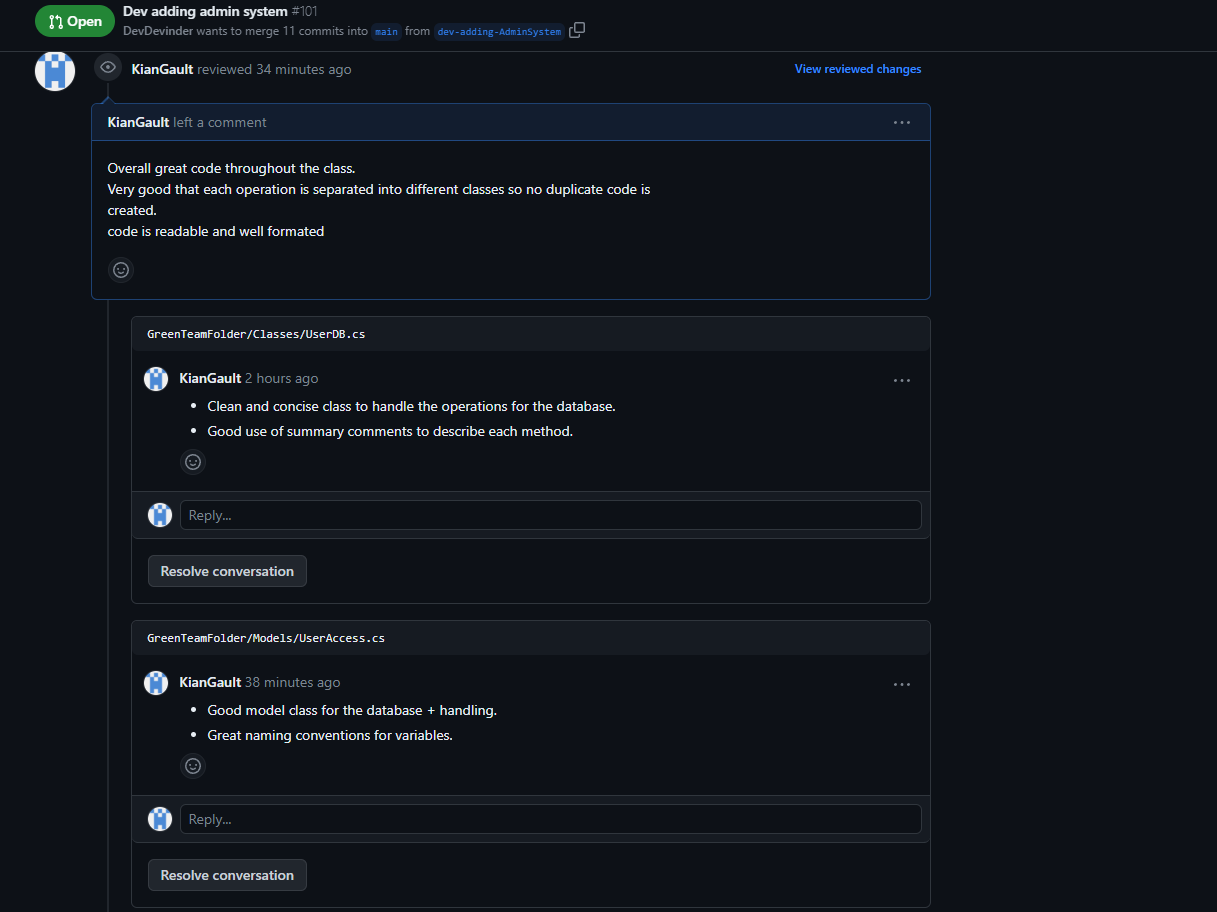 Open
Dev adding admin system #101
DevDevinder wants to merge 11 commits into main from dev-adding-AdminSystem
KianGault reviewed 34 minutes ago
View reviewed changes
KianGault left a comment
Overall great code throughout the class.
Very good that each operation is separated into different classes so no duplicate code is
created.
code is readable and well formated
GreenTeamFolder/Classes/UserDB.cs
KianGault 2 hours ago
• Clean and concise class to handle the operations for the database.
• Good use of summary comments to describe each method.
Reply...
Resolve conversation
GreenTeamFolder/Models/UserAccess.cs
KianGault 38 minutes ago
• Good model class for the database + handling.
• Great naming conventions for variables.
Reply...
Resolve conversation